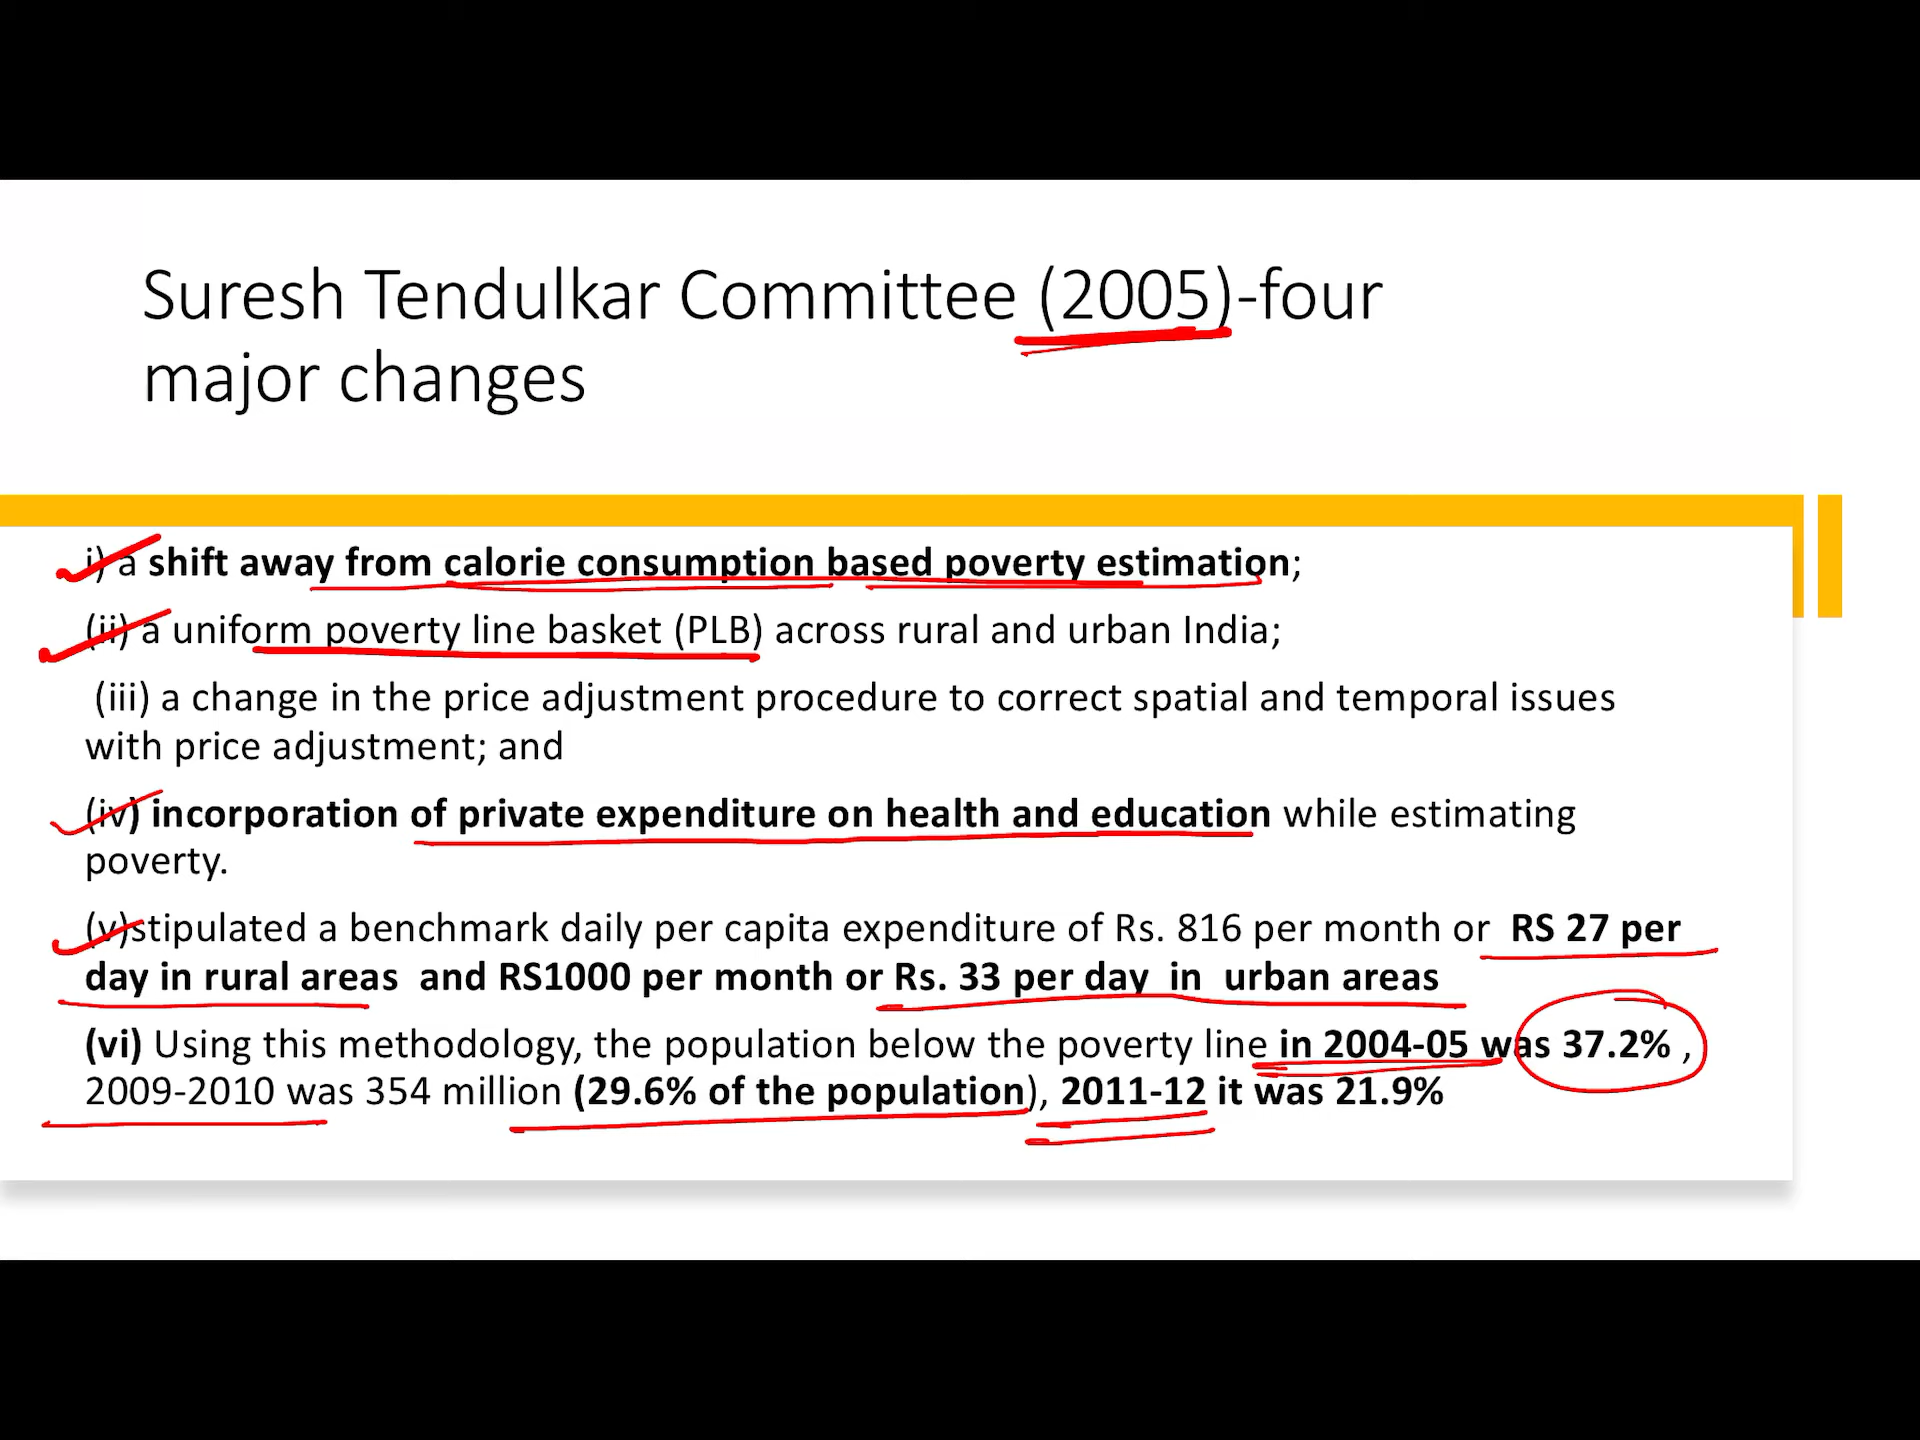 Suresh Tendulkar Committee (2005)-four
major changes
i) a shift away from calorie consumption based poverty estimation;
(ii) a uniform poverty line basket (PLB) across rural and urban India;
(iii) a change in the price adjustment procedure to correct spatial and temporal issues
with price adjustment; and
(iv) incorporation of private expenditure on health and education while estimating
poverty.
(v)stipulated a benchmark daily per capita expenditure of Rs. 816 per month or RS 27 per
day in rural areas and RS1000 per month or Rs. 33 per day in urban areas
(vi) Using this methodology, the population below the poverty line in 2004-05 was 37.2% ,
2009-2010 was 354 million (29.6% of the population), 2011-12 it was 21.9%